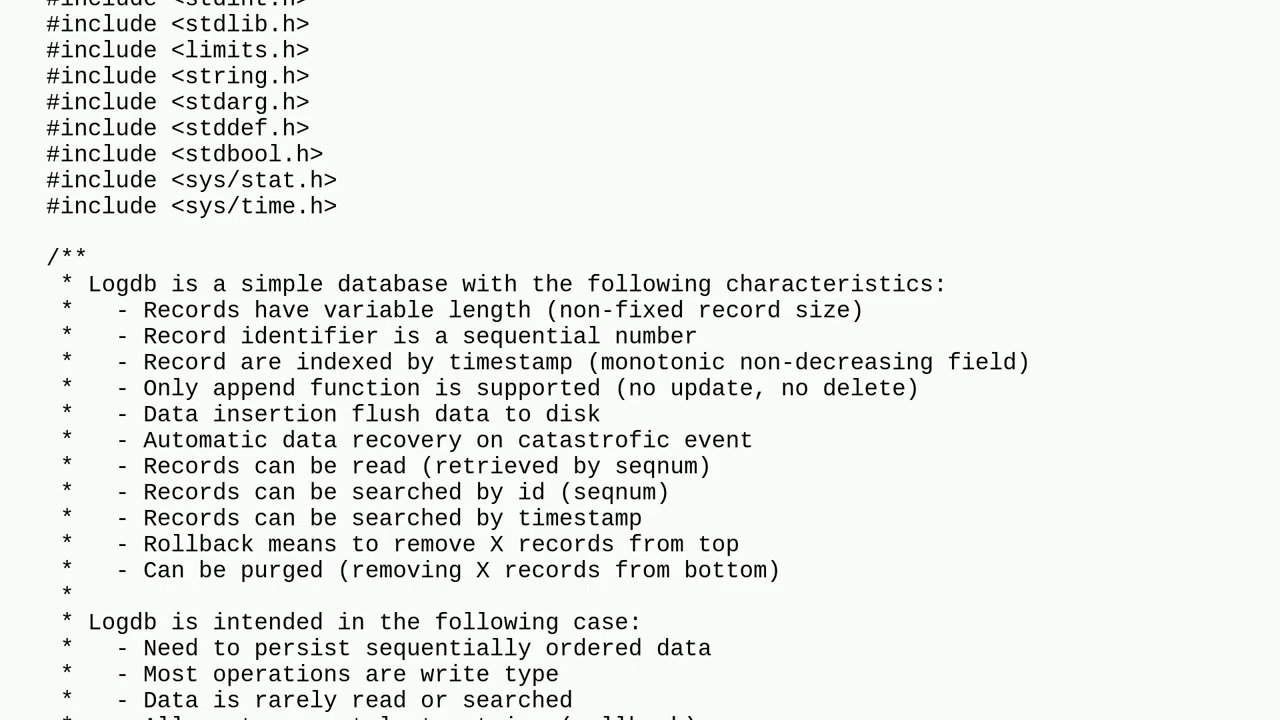 #include <stdint.h>
#include <stdlib.h>
#include <limits.h>
#include <string.h>
#include <stdarg.h>
#include <stddef.h>
#include <stdbool.h>
#include <sys/stat.h>
#include <sys/time.h>
/**
 * Logdb is a simple database with the following characteristics:
 *   - Records have variable length (non-fixed record size)
 *   - Record identifier is a sequential number
 *   - Record are indexed by timestamp (monotonic non-decreasing field)
 *   - Only append function is supported (no update, no delete)
 *   - Data insertion flush data to disk
 *   - Automatic data recovery on catastrofic event
 *   - Records can be read (retrieved by seqnum)
 *   - Records can be searched by id (seqnum)
 *   - Records can be searched by timestamp
 *   - Rollback means to remove X records from top
 *   - Can be purged (removing X records from bottom)
 *
 * Logdb is intended in the following case:
 *   - Need to persist sequentially ordered data
 *   - Most operations are write type
 *   - Data is rarely read or searched